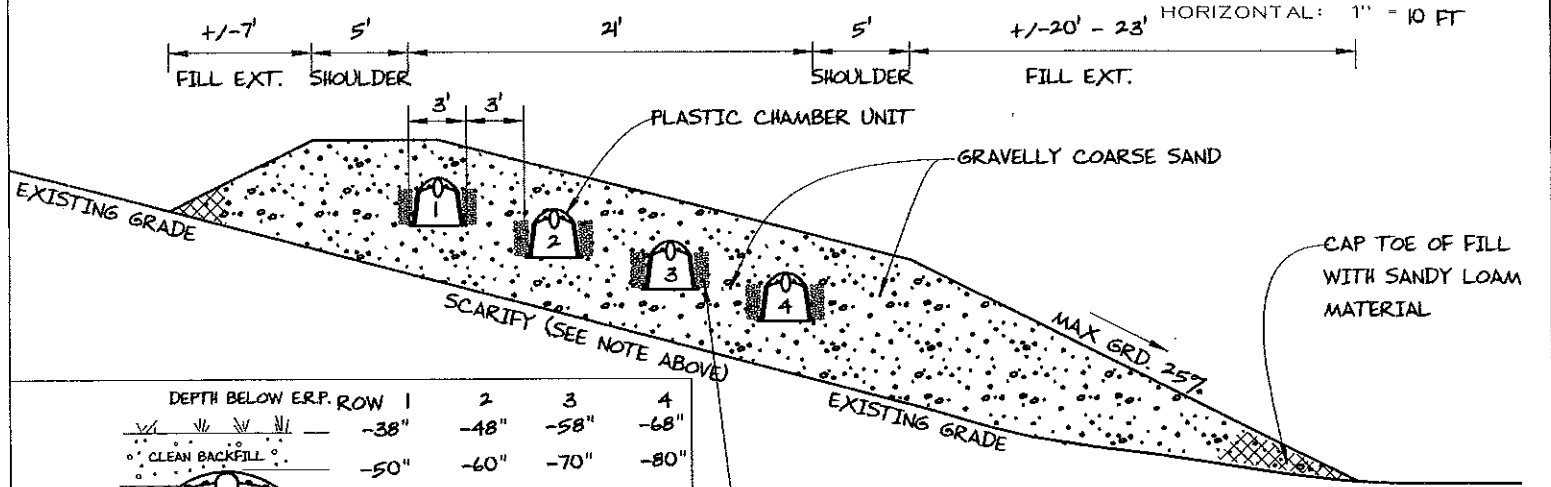 HORIZONTAL: 1" = 10 FT
+/-7' 5' 21' 5' +/-20' - 23'
FILL EXT. SHOULDER SHOULDER FILL EXT.
3' 3'
PLASTIC CHAMBER UNIT
GRAVELLY COARSE SAND
EXISTING GRADE
1
2
3
4
CAP TOE OF FILL
WITH SANDY LOAM
MATERIAL
SCARIFY (SEE NOTE ABOVE)
MAX GRD. 25%
EXISTING GRADE
DEPTH BELOW E.R.P. ROW 1 2 3 4
-38" -48" -58" -68"
CLEAN BACKFILL
-50" -60" -70" -80"